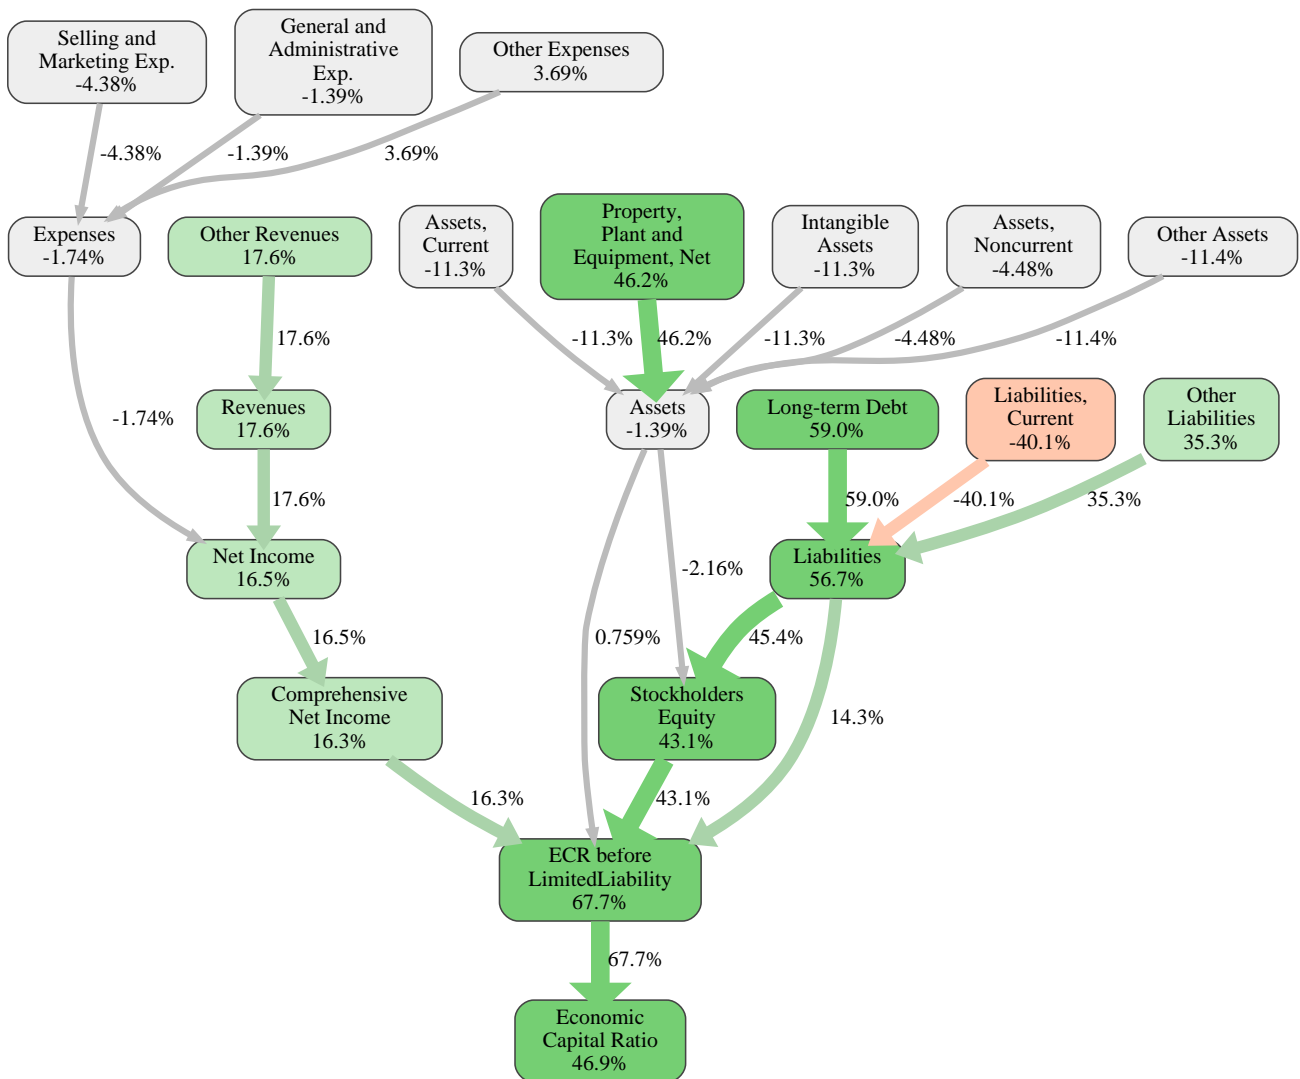 Selling and
Marketing Exp.
-4.38%
General and
Administrative
Exp.
-1.39%
Other Expenses
3.69%
-4.38%
-1.39%
3.69%
Expenses
-1.74%
Other Revenues
17.6%
Assets,
Current
-11.3%
Property,
Plant and
Equipment, Net
46.2%
Intangible
Assets
-11.3%
Assets,
Noncurrent
-4.48%
Other Assets
-11.4%
17.6%
-11.3%
46.2%
-11.3%
-4.48%
-11.4%
-1.74%
Revenues
17.6%
Assets
-1.39%
Long-term Debt
59.0%
Liabilities,
Current
-40.1%
Other
Liabilities
35.3%
17.6%
59.0%
-40.1%
35.3%
Net Income
16.5%
-2.16%
Liabilities
56.7%
16.5%
0.759%
45.4%
Comprehensive
Net Income
16.3%
Stockholders
Equity
43.1%
14.3%
16.3%
43.1%
ECR before
LimitedLiability
67.7%
67.7%
Economic
Capital Ratio
46.9%